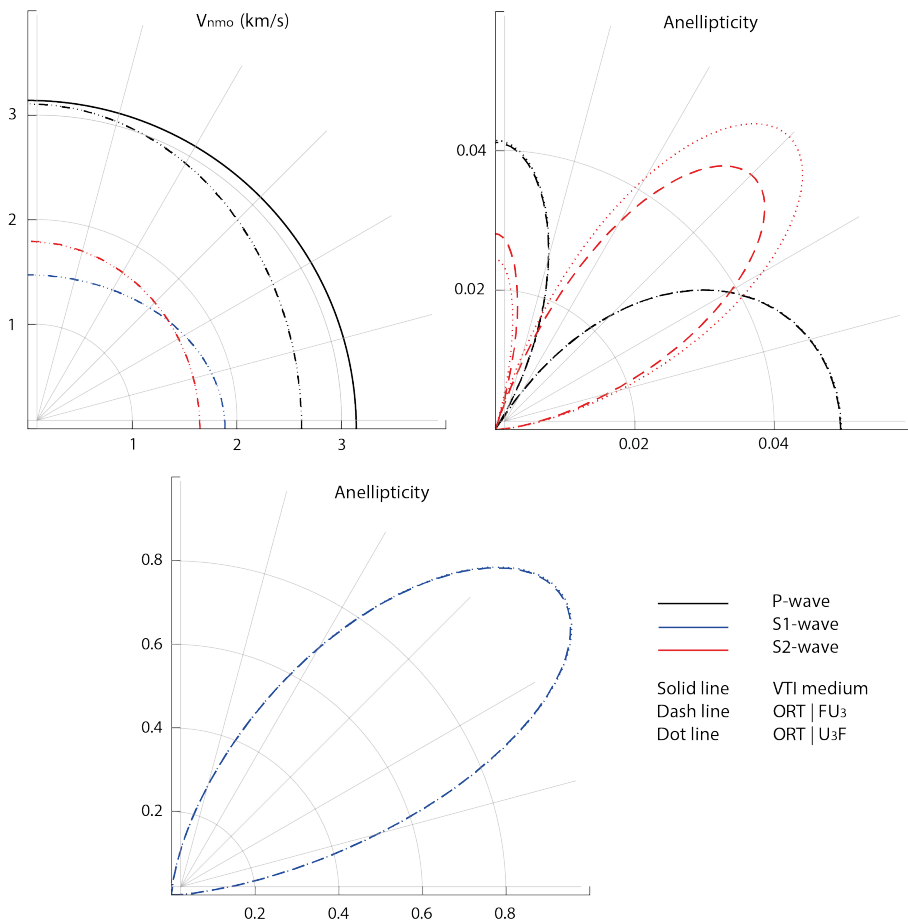 Vnmo (km/s)
3
2
1
1
2
3
Anellipticity
0.04
0.02
0.02
0.04
Anellipticity
0.8
0.6
0.4
0.2
0.2
0.4
0.6
0.8
P-wave
S1-wave
S2-wave
Solid line VTI medium
Dash line ORT | FU3
Dot line ORT | U3F